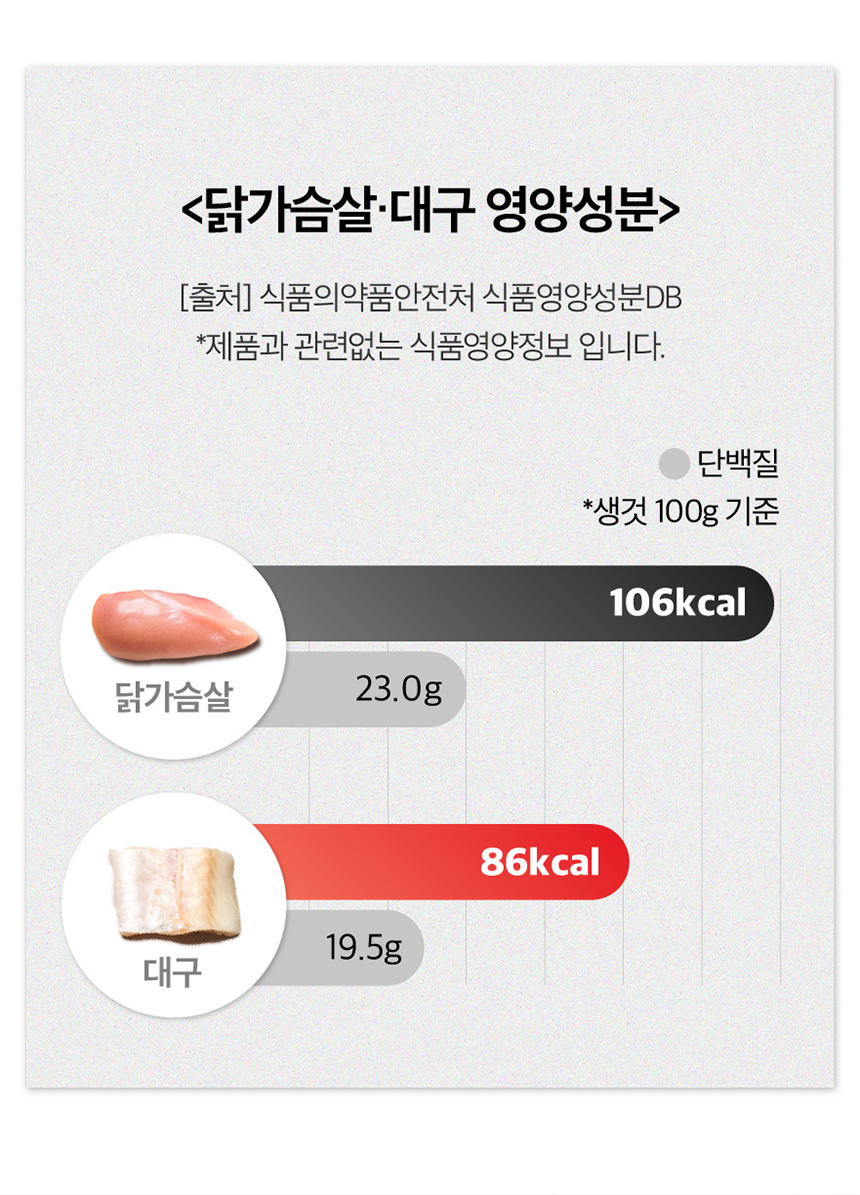 <닭가슴살·대구 영양성분>
[출처] 식품의약품안전처 식품영양성분DB
*제품과 관련없는 식품영양정보 입니다.
단백질
*생것 100g 기준
106kcal
23.0g
닭가슴살
86kcal
19.5g
대구